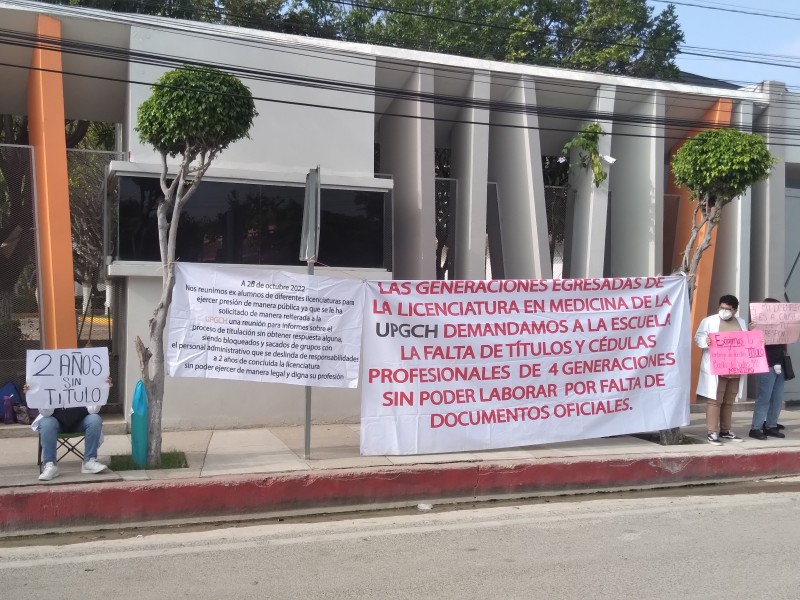 2 AÑOS
SIN
TITULO
A 20 de octubre 2022
Nos reunimos ex alumnos de diferentes licenciaturas para
ejercer presión de manera pública ya que se le ha
solicitado de manera reiterada a la
UPGCH una reunión para informes sobre el
proceso de titulación sin obtener respuesta alguna,
siendo bloqueados y sacados de grupos con
el personal administrativo que se deslinda de responsabilidades
a 2 años de concluida la licenciatura
sin poder ejercer de manera legal y digna su profesión
LAS GENERACIONES EGRESADAS DE
LA LICENCIATURA EN MEDICINA DE LA
UPGCH DEMANDAMOS A LA ESCUELA
LA FALTA DE TÍTULOS Y CÉDULAS
PROFESIONALES DE 4 GENERACIONES
SIN PODER LABORAR POR FALTA DE
DOCUMENTOS OFICIALES.